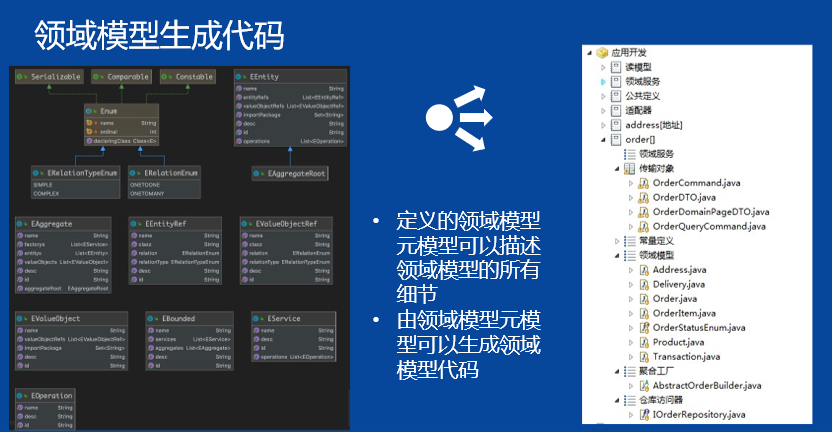 领域模型生成代码
Serializable
Comparable
Constable
Enum
name String
ordinal int
declaringClass Class<E>
ERelationTypeEnum
SIMPLE
COMPLEX
ERelationEnum
ONETOONE
ONETOMANY
EEntity
name String
entityRefs List<EEntityRef>
valueObjectRefs List<EValueObjectRef>
importPackage Set<String>
desc String
id String
operations List<EOperation>
EAggregateRoot
EAggregate
name String
factorys List<EService>
entitys List<EEntity>
valueObjects List<EValueObject>
desc String
id String
aggregateRoot EAggregateRoot
EEntityRef
name String
clazz String
relation ERelationEnum
relationType ERelationTypeEnum
desc String
id String
EValueObjectRef
name String
clazz String
relation ERelationEnum
relationType ERelationTypeEnum
desc String
id String
EValueObject
name String
valueObjectRefs List<EValueObjectRef>
importPackage Set<String>
desc String
id String
EBounded
name String
services List<EService>
aggregates List<EAggregate>
desc String
id String
EService
name String
desc String
id String
operations List<EOperation>
EOperation
name String
desc String
id String
• 定义的领域模型
元模型可以描述
领域模型的所有
细节
• 由领域模型元模
型可以生成领域
模型代码
应用开发
读模型
领域服务
公共定义
适配器
address[地址]
order[]
领域服务
传输对象
OrderCommand.java
OrderDTO.java
OrderDomainPageDTO.java
OrderQueryCommand.java
常量定义
领域模型
Address.java
Delivery.java
Order.java
OrderItem.java
OrderStatusEnum.java
Product.java
Transaction.java
聚合工厂
AbstractOrderBuilder.java
仓库访问器
IOrderRepository.java